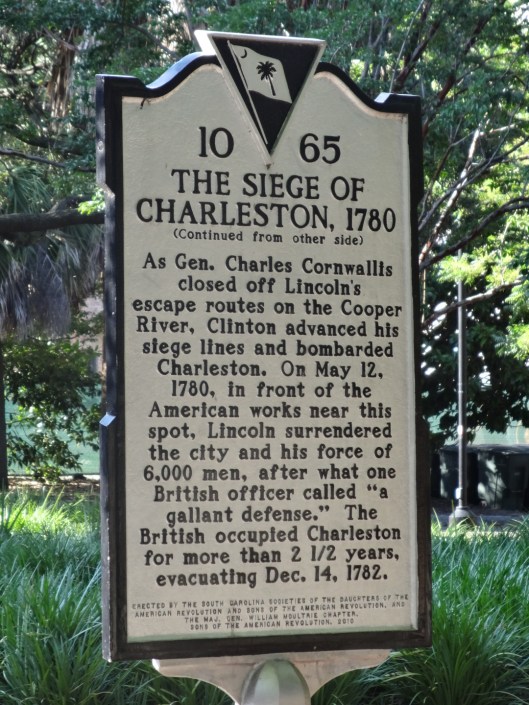 10 65
THE SIEGE OF
CHARLESTON, 1780
(Continued from other side)
As Gen. Charles Cornwallis
closed off Lincoln's
escape routes on the Cooper
River, Clinton advanced his
siege lines and bombarded
Charleston. On May 12,
1780, in front of the
American works near this
spot, Lincoln surrendered
the city and his force of
6,000 men, after what one
British officer called “a
gallant defense.” The
British occupied Charleston
for more than 2 1/2 years,
evacuating Dec. 14, 1782.
ERECTED BY THE SOUTH CAROLINA SOCIETIES OF THE DAUGHTERS OF THE
AMERICAN REVOLUTION AND SONS OF THE AMERICAN REVOLUTION, AND
THE MAJ. GEN. WILLIAM MOULTRIE CHAPTER,
SONS OF THE AMERICAN REVOLUTION, 2010